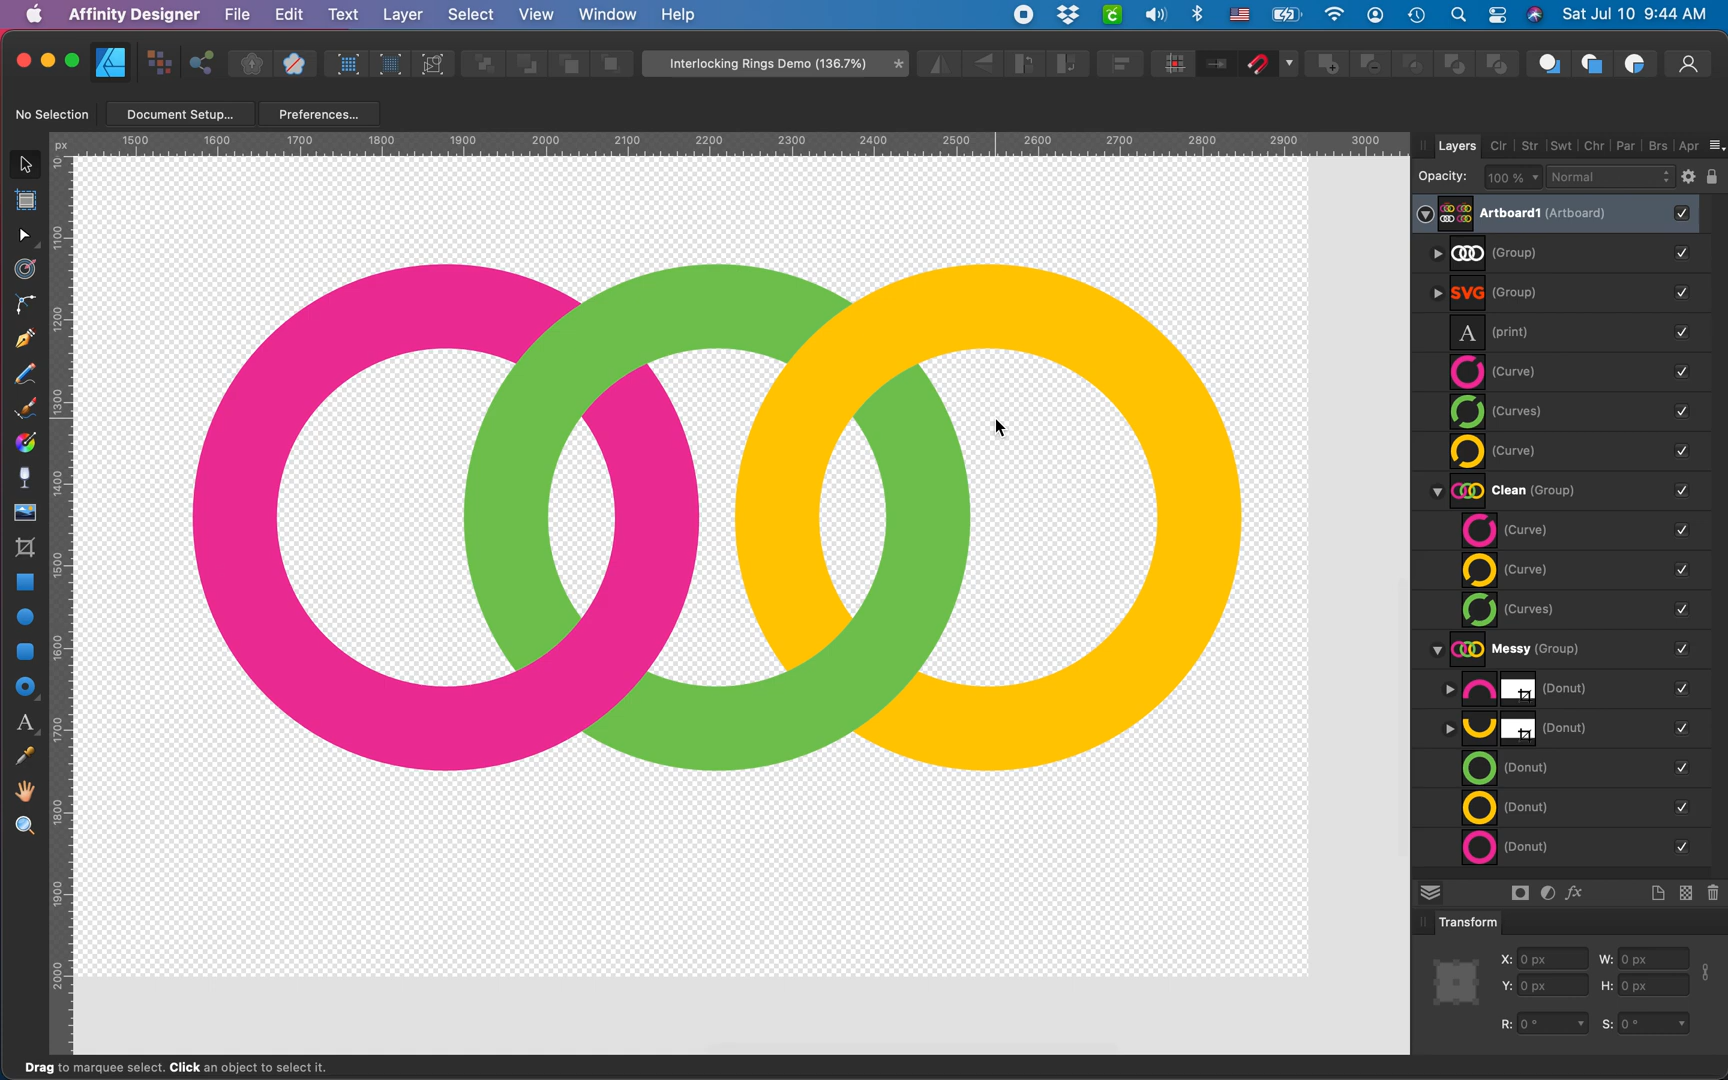 Affinity Designer File Edit Text Layer Select View Window Help Sat Jul 10 9:44 AM
Interlocking Rings Demo (136.7%) *
No Selection Document Setup... Preferences...
px 1500 1600 1700 1800 1900 2000 2100 2200 2300 2400 2500 2600 2700 2800 2900 3000
Layers Clr Str Swt Chr Par Brs Apr
Opacity: 100 % Normal
Artboard1 (Artboard)
(Group)
SVG (Group)
A (print)
(Curve)
(Curves)
(Curve)
Clean (Group)
(Curve)
(Curve)
(Curves)
Messy (Group)
(Donut)
(Donut)
(Donut)
(Donut)
(Donut)
fx
Transform
X: 0 px W: 0 px
Y: 0 px H: 0 px
R: 0 ° S: 0 °
1100
1200
1300
1400
1500
1600
1700
1800
1900
2000
A
Drag to marquee select. Click an object to select it.